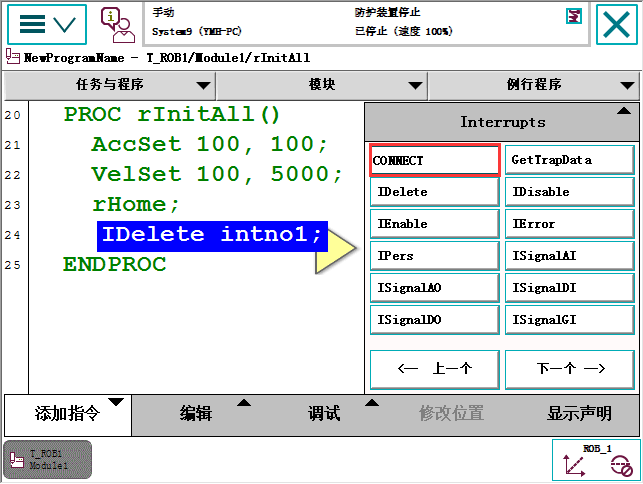 手动
防护装置停止
System9 (YMH-PC)
已停止 (速度 100%)
NewProgramName - T_ROB1/Module1/rInitAll
任务与程序
模块
例行程序
20 PROC rInitAll()
21 AccSet 100, 100;
22 VelSet 100, 5000;
23 rHome;
24 IDelete intno1;
25 ENDPROC
Interrupts
CONNECT
GetTrapData
IDelete
IDisable
IEnable
IError
IPers
ISignalAI
ISignalAO
ISignalDI
ISignalDO
ISignalGI
<— 上一个
下一个 —>
添加指令
编辑
调试
修改位置
显示声明
T_ROB1
Module1
ROB_1